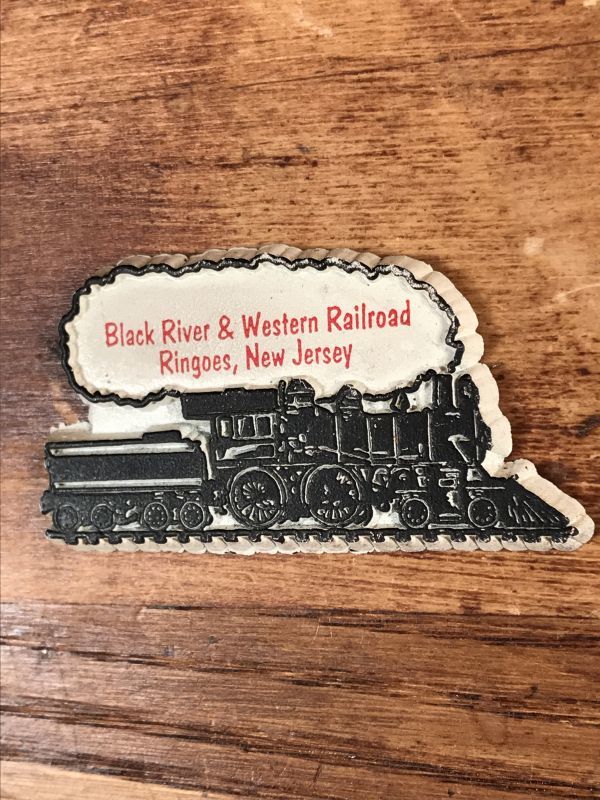 Black River & Western Railroad
Ringoes, New Jersey